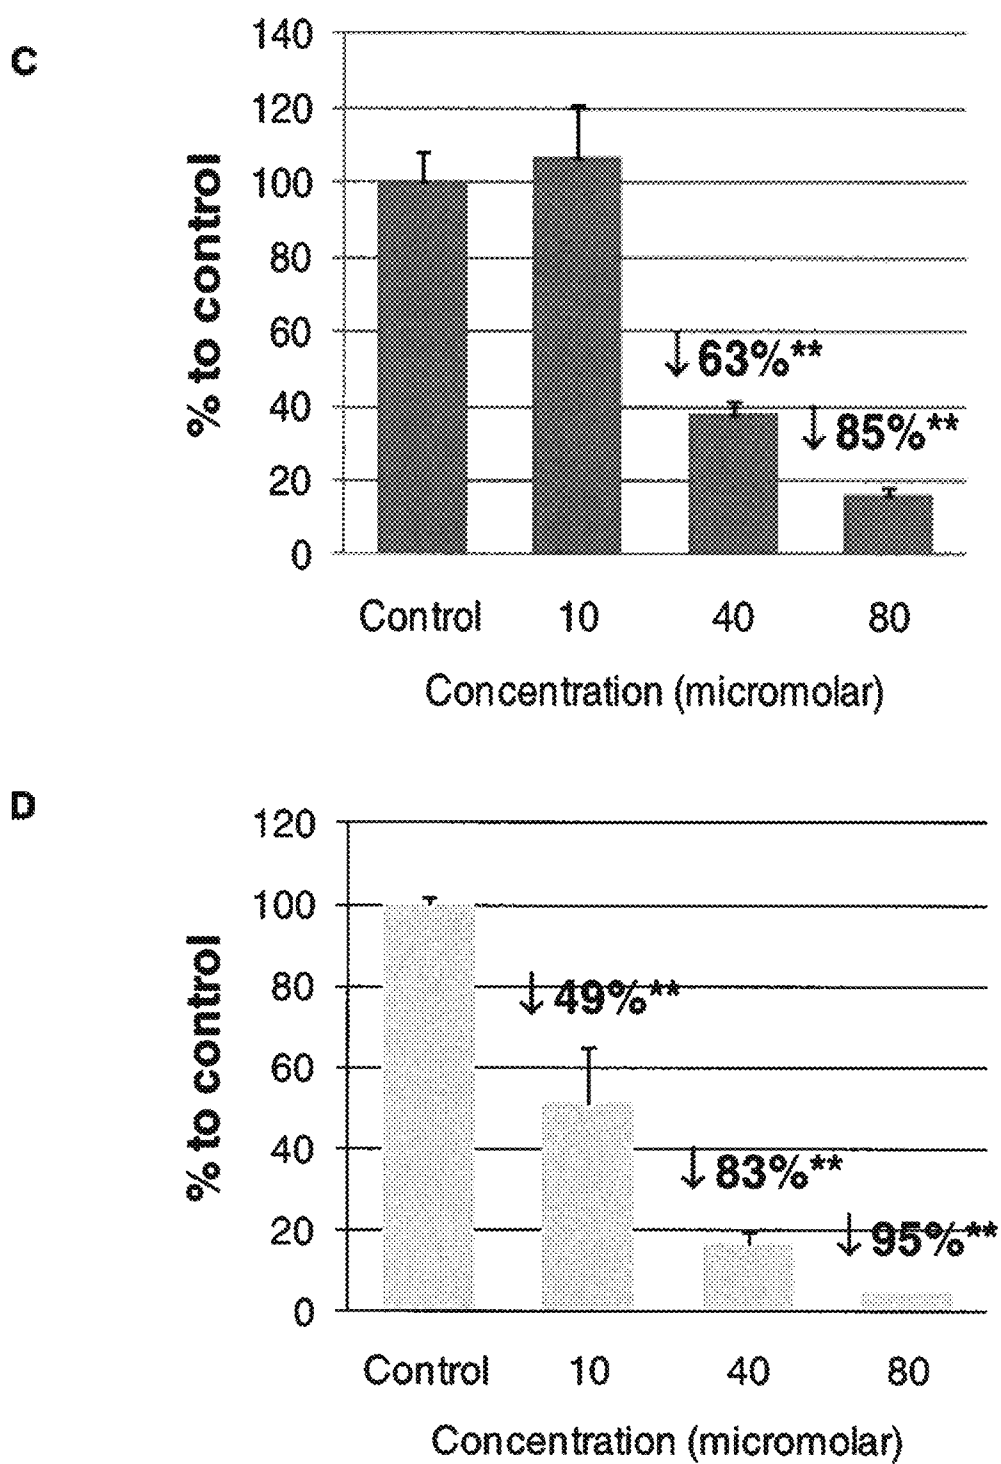 C
% to control
140
120
100
80
60
40
20
0
↓ 63%**
↓ 85%**
Control 10 40 80
Concentration (micromolar)
D
% to control
120
100
80
60
40
20
0
↓ 49%**
↓ 83%**
↓ 95%**
Control 10 40 80
Concentration (micromolar)